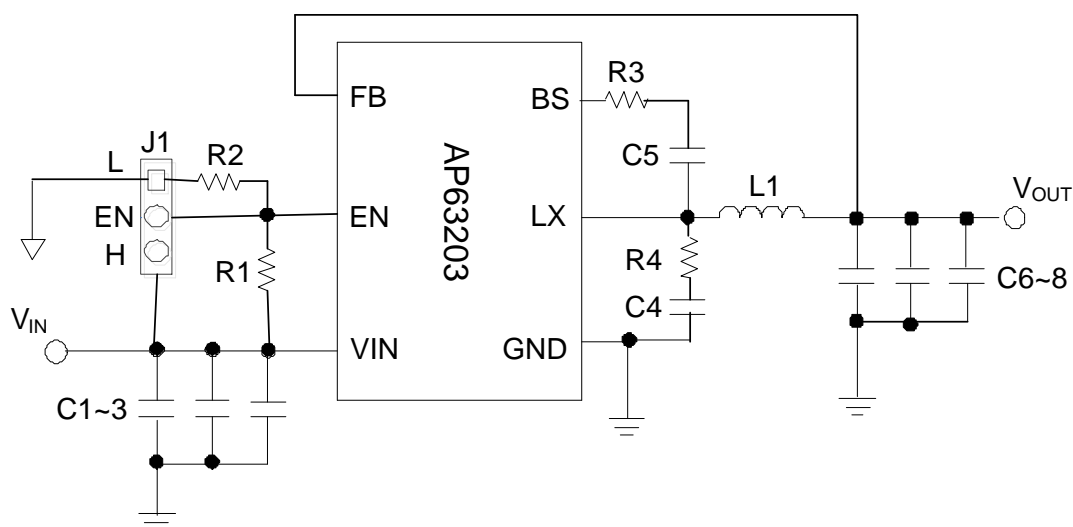 FB
BS
R3
AP63203
C5
J1
L
R2
EN
H
R1
EN
LX
L1
VOUT
R4
C4
C6~8
VIN
VIN
GND
C1~3